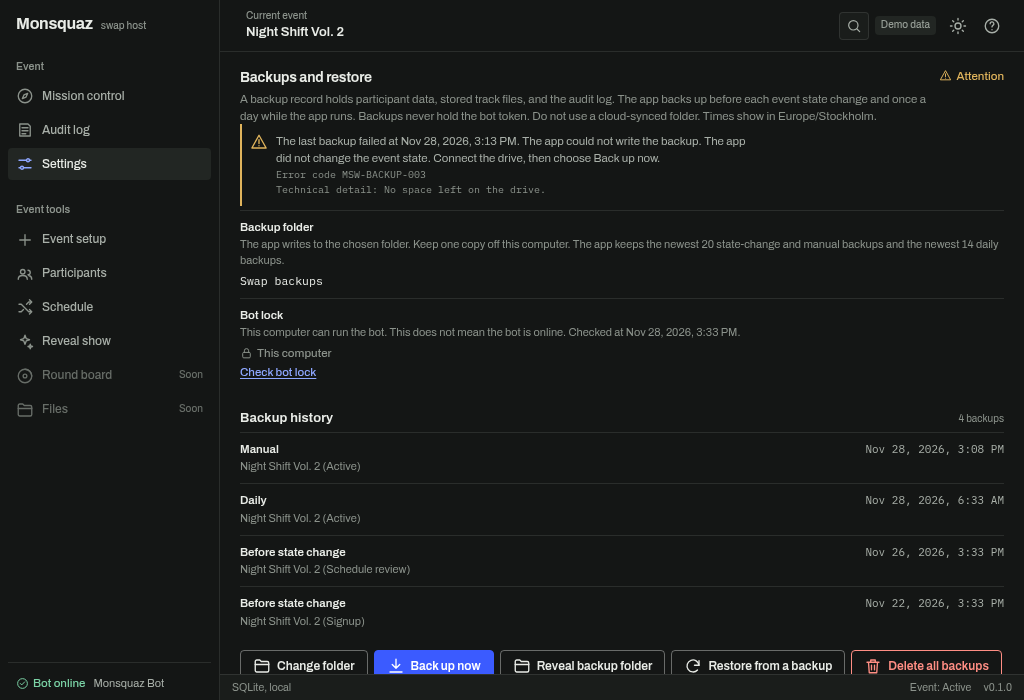 Monsquaz swap host
Event
Mission control
Audit log
Settings
Event tools
Event setup
Participants
Schedule
Reveal show
Round board Soon
Files Soon
Bot online Monsquaz Bot
Current event
Night Shift Vol. 2
Demo data
Backups and restore
Attention
A backup record holds participant data, stored track files, and the audit log. The app backs up before each event state change and once a
day while the app runs. Backups never hold the bot token. Do not use a cloud-synced folder. Times show in Europe/Stockholm.
The last backup failed at Nov 28, 2026, 3:13 PM. The app could not write the backup. The app
did not change the event state. Connect the drive, then choose Back up now.
Error code MSW-BACKUP-003
Technical detail: No space left on the drive.
Backup folder
The app writes to the chosen folder. Keep one copy off this computer. The app keeps the newest 20 state-change and manual backups and the newest 14 daily
backups.
Swap backups
Bot lock
This computer can run the bot. This does not mean the bot is online. Checked at Nov 28, 2026, 3:33 PM.
This computer
Check bot lock
Backup history 4 backups
Manual Nov 28, 2026, 3:08 PM
Night Shift Vol. 2 (Active)
Daily Nov 28, 2026, 6:33 AM
Night Shift Vol. 2 (Active)
Before state change Nov 26, 2026, 3:33 PM
Night Shift Vol. 2 (Schedule review)
Before state change Nov 22, 2026, 3:33 PM
Night Shift Vol. 2 (Signup)
Change folder Back up now Reveal backup folder Restore from a backup Delete all backups
SQLite, local Event: Active v0.1.0